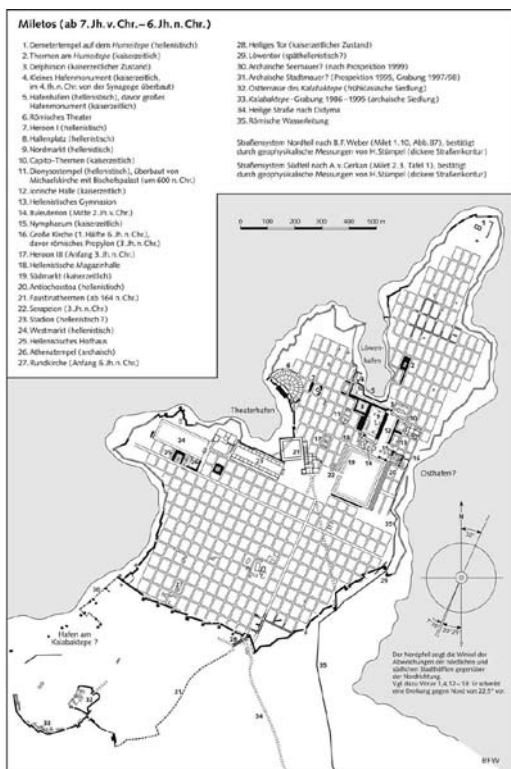 Miletos (ab 7. Jh. v. Chr.– 6. Jh. n. Chr.)
1. Demetertempel auf dem Humeitepe (hellenistisch)
2. Thermen am Humeitepe (kaiserzeitlich)
3. Delphinion (kaiserzeitlicher Zustand)
4. Kleines Hafenmonument (kaiserzeitlich,
im 4. Jh. n. Chr. von der Synagoge überbaut)
5. Hafenhallen (hellenistisch), davor großes
Hafenmonument (kaiserzeitlich)
6. Römisches Theater
7. Heroon I (hellenistisch)
8. Hallenplatz (hellenistisch)
9. Nordmarkt (hellenistisch)
10. Capito-Thermen (kaiserzeitlich)
11. Dionysostempel (hellenistisch), überbaut von
Michaelskirche mit Bischofspalast (um 600 n. Chr.)
12. Ionische Halle (kaiserzeitlich)
13. Hellenistisches Gymnasion
14. Buleuterion (Mitte 2. Jh. v. Chr.)
15. Nymphaeum (kaiserzeitlich)
16. Große Kirche (1. Hälfte 6. Jh. n. Chr.),
davor römisches Propylon (3. Jh. n. Chr.)
17. Heroon III (Anfang 3. Jh. n. Chr.)
18. Hellenistische Magazinhalle
19. Südmarkt (kaiserzeitlich)
20. Antiochosstoa (hellenistisch)
21. Faustinathermen (ab 164 n. Chr.)
22. Serapeion (3. Jh. n. Chr.)
23. Stadion (hellenistisch?)
24. Westmarkt (hellenistisch)
25. Hellenistisches Hofhaus
26. Athenatempel (archaisch)
27. Rundkirche (Anfang 6. Jh. n. Chr.)
28. Heiliges Tor (kaiserzeitlicher Zustand)
29. Löwentor (späthellenistisch?)
30. Archaische Seemauer? (nach Prospektion 1999)
31. Archaische Stadtmauer? (Prospektion 1995, Grabung 1997/98)
32. Ostterrasse des Kalabaktepe (frühklassische Siedlung)
33. Kalabaktepe-Grabung 1986–1995 (archaische Siedlung)
34. Heilige Straße nach Didyma
35. Römische Wasserleitung
Straßensystem Nordteil nach B.F. Weber (Milet 1.10, Abb. 87), bestätigt
durch geophysikalische Messungen von H. Stümpel (dickere Straßenkontur)
Straßensystem Südteil nach A. v. Gerkan (Milet 2.3, Tafel 1), bestätigt
durch geophysikalische Messungen von H. Stümpel (dickere Straßenkontur)
0 100 200 300 400 500 m
Löwen-
hafen
Theaterhafen
Osthafen?
Hafen am
Kalabaktepe ?
N
Der Nordpfeil zeigt die Winkel der
Abweichungen der nördlichen und
südlichen Stadthälften gegenüber
der Nordrichtung.
eine Drehung gegen Nord von 22,5° vor.
BFW